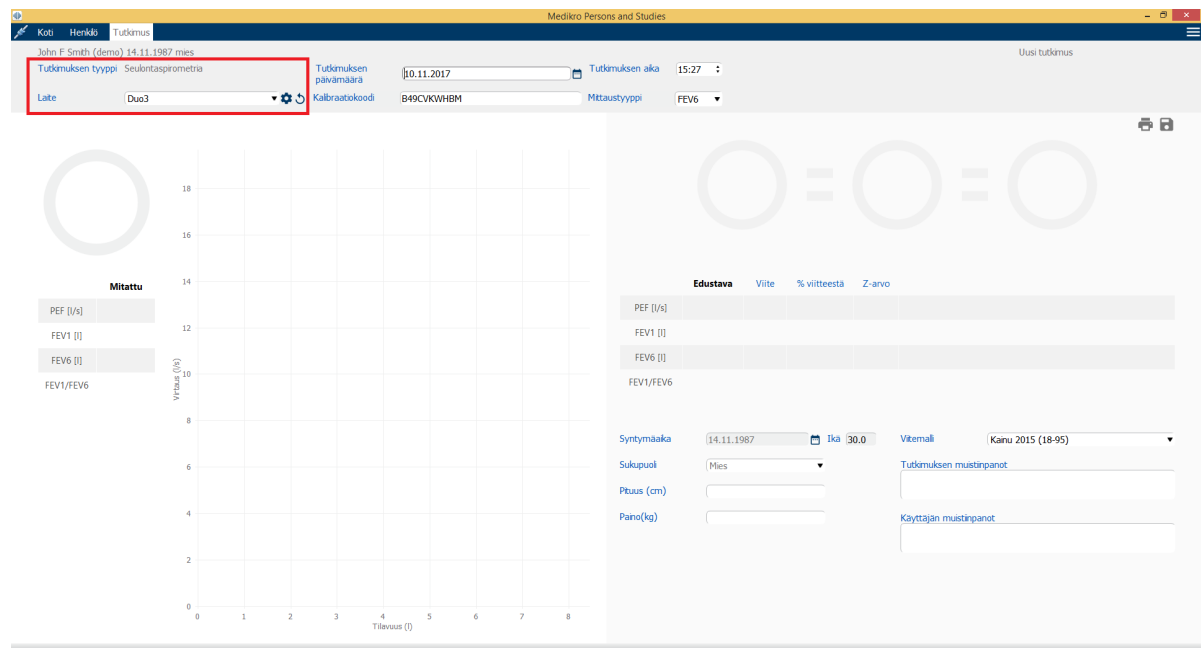 Medikro Persons and Studies
Koti Henkilö Tutkimus
John F Smith (demo) 14.11.1987 mies
Uusi tutkimus
Tutkimuksen tyyppi Seulontaspirometria
Tutkimuksen päivämäärä 10.11.2017
Tutkimuksen aika 15:27
Laite Duo3
Kalibraatiokoodi B49CVKWHBM
Mittaustyyppi FEV6
Mitattu
PEF [l/s]
FEV1 [l]
FEV6 [l]
FEV1/FEV6
Virtaus (l/s)
18
16
14
12
10
8
6
4
2
0
0 1 2 3 4 5 6 7 8
Tilavuus (l)
Edustava Viite % viitteestä Z-arvo
PEF [l/s]
FEV1 [l]
FEV6 [l]
FEV1/FEV6
Syntymäaika 14.11.1987 Ikä 30.0
Sukupuoli Mies
Pituus (cm)
Paino(kg)
Viitemalli Kainu 2015 (18-95)
Tutkimuksen muistiinpanot
Käyttäjän muistiinpanot